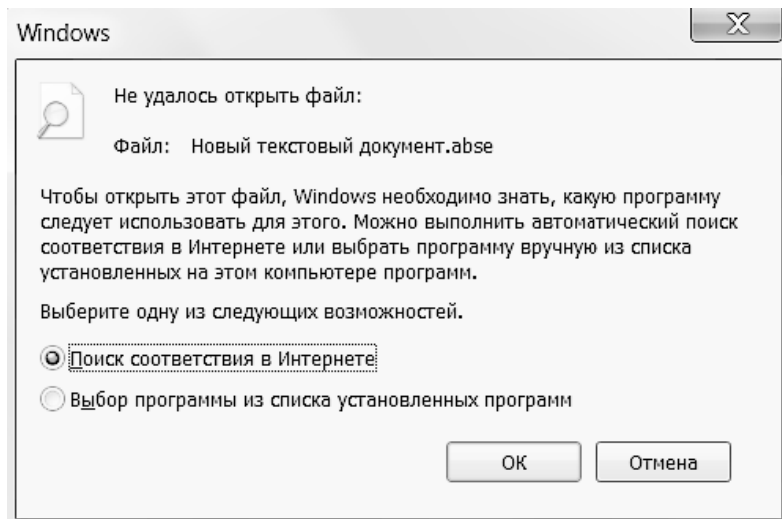 Windows
Не удалось открыть файл:
Файл: Новый текстовый документ.abse
Чтобы открыть этот файл, Windows необходимо знать, какую программу
следует использовать для этого. Можно выполнить автоматический поиск
соответствия в Интернете или выбрать программу вручную из списка
установленных на этом компьютере программ.
Выберите одну из следующих возможностей.
Поиск соответствия в Интернете
Выбор программы из списка установленных программ
ОК Отмена